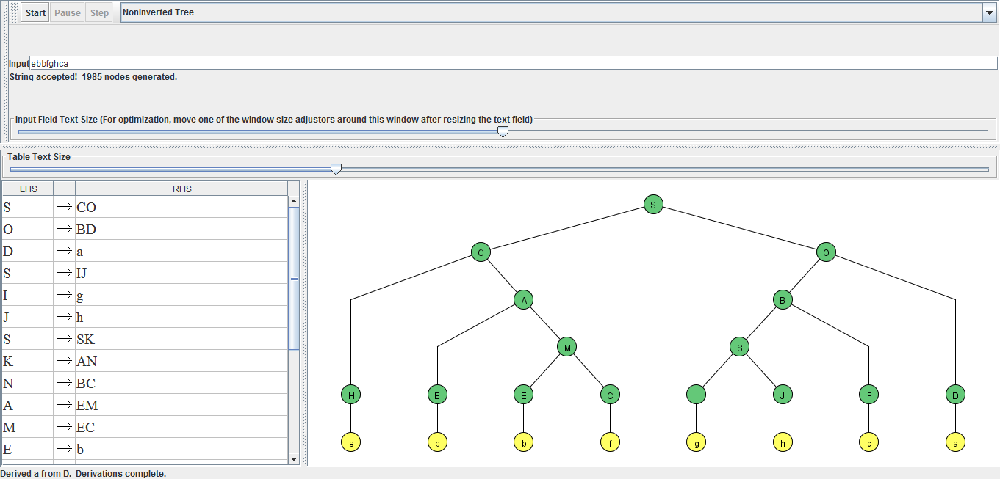 Start Pause Step Noninverted Tree
Input ebbfghca
String accepted! 1985 nodes generated.
Input Field Text Size (For optimization, move one of the window size adjustors around this window after resizing the text field)
Table Text Size
LHS RHS
S → CO
O → BD
D → a
S → IJ
I → g
J → h
S → SK
K → AN
N → BC
A → EM
M → EC
E → b
S
C O
A B
M S
H E E C I J F D
e b b f g h c a
Derived a from D. Derivations complete.